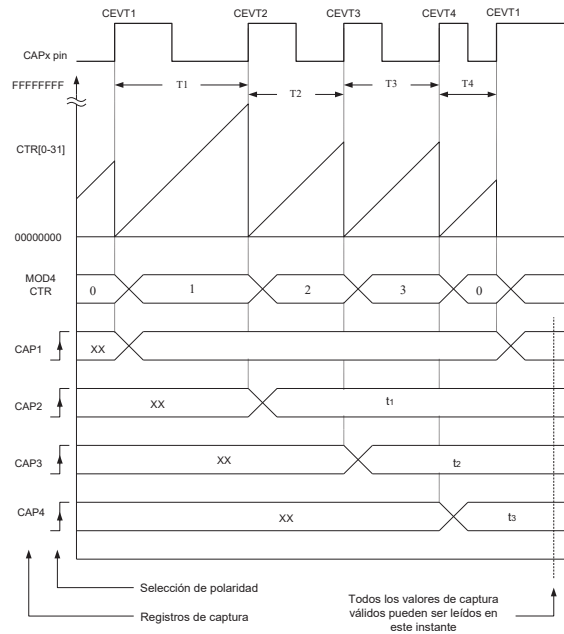 CEVT1 CEVT2 CEVT3 CEVT4 CEVT1
CAPx pin
FFFFFFFF
T1 T2 T3 T4
CTR[0-31]
00000000
MOD4
CTR
0 1 2 3 0
CAP1 XX
CAP2 XX t1
CAP3 XX t2
CAP4 XX t3
Selección de polaridad
Registros de captura
Todos los valores de captura
válidos pueden ser leídos en
este instante